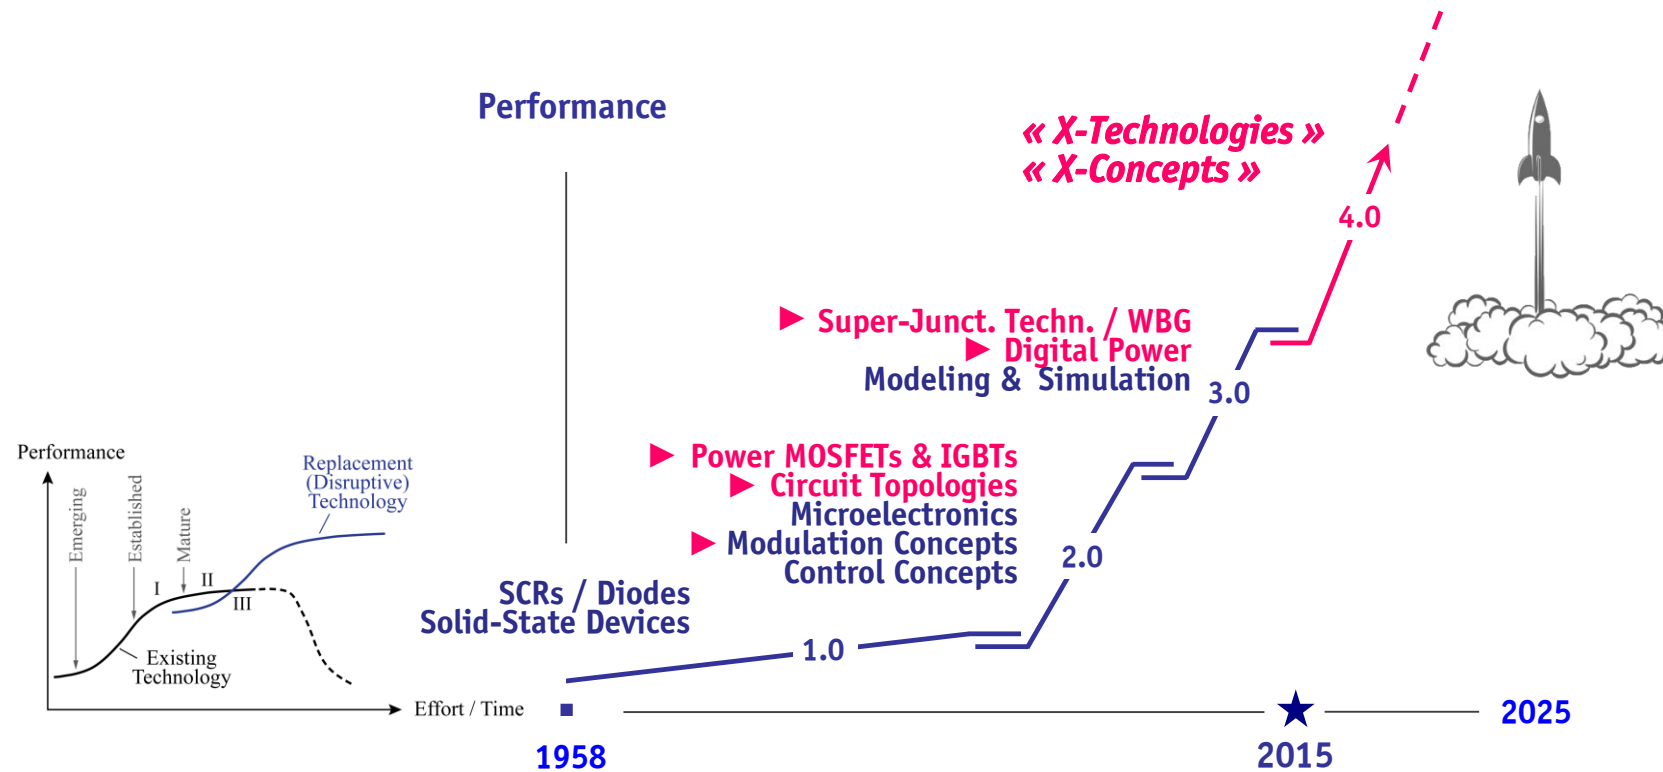 Performance
« X-Technologies »
« X-Concepts »
4.0
► Super-Junct. Techn. / WBG
► Digital Power
Modeling & Simulation
3.0
► Power MOSFETs & IGBTs
► Circuit Topologies
Microelectronics
► Modulation Concepts
Control Concepts
2.0
SCRs / Diodes
Solid-State Devices
1.0
Performance
Emerging
Established
Mature
Replacement
(Disruptive)
Technology
I
II
III
Existing
Technology
Effort / Time
1958
2015
2025